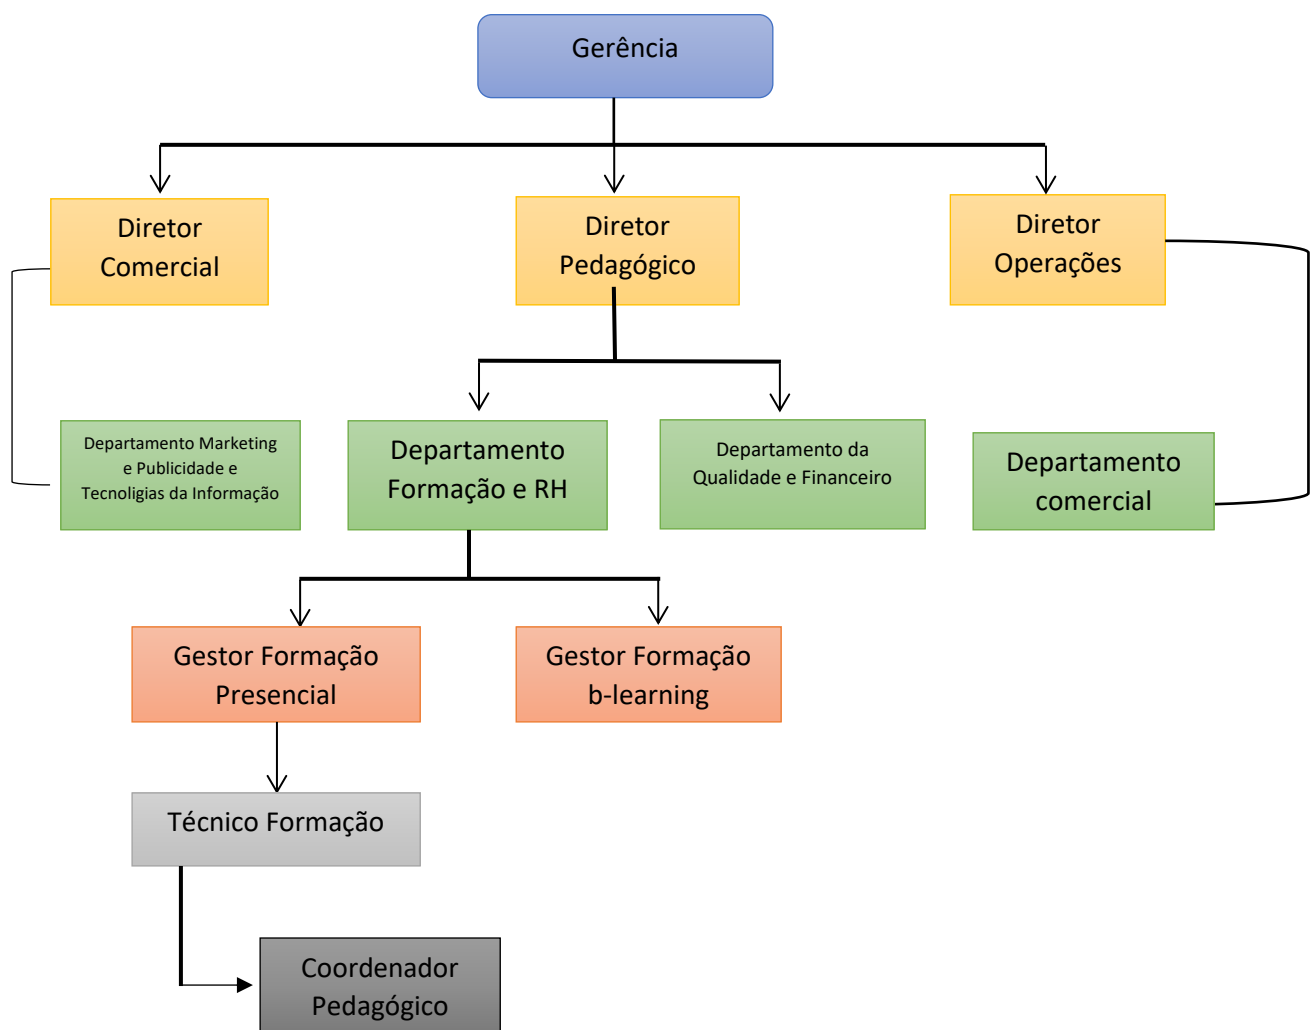 Gerência
Diretor
Comercial
Diretor
Pedagógico
Diretor
Operações
Departamento Marketing
e Publicidade e
Tecnoligias da Informação
Departamento
Formação e RH
Departamento da
Qualidade e Financeiro
Departamento
comercial
Gestor Formação
Presencial
Gestor Formação
b-learning
Técnico Formação
Coordenador
Pedagógico